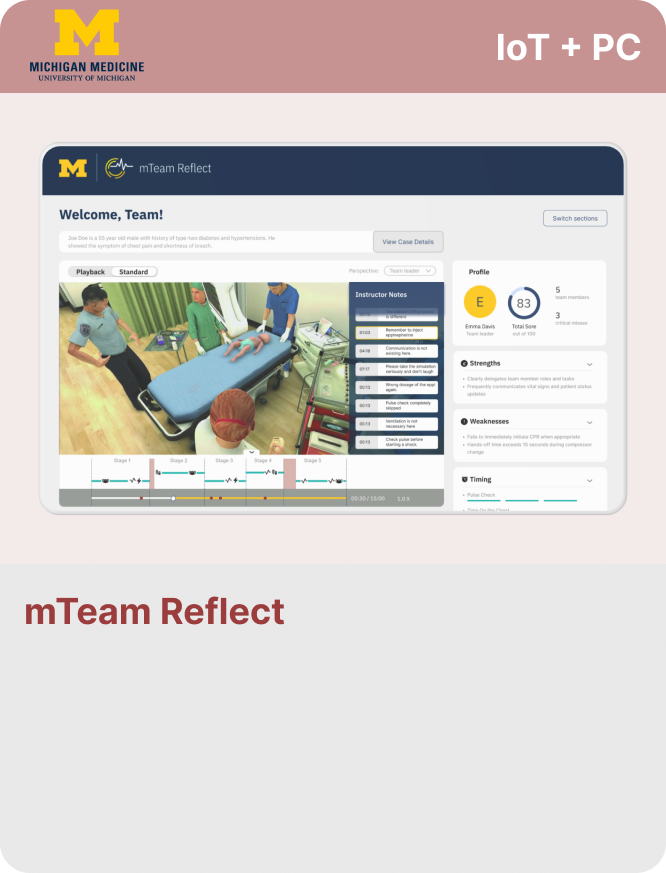 M
MICHIGAN MEDICINE
UNIVERSITY OF MICHIGAN
IoT + PC
M
mTeam Reflect
Welcome, Team!
Switch sections
Joe Doe is a 55 year old male with history of type two diabetes and hypertensions. He
showed the symptom of chest pain and shortness of breath.
View Case Details
Playback
Standard
Perspective:
Team leader
Instructor Notes
is different
01:03
Remember to inject
epinephrine
04:19
Communication is not
existing here.
07:17
Please take the simulation
seriously and don't laugh
00:13
Wrong dosage of the epi!
again.
00:13
Pulse check completely
skipped
00:13
Ventilation is not
necessary here
00:13
Check pulse before
starting a shock.
Stage 1
Stage 2
Stage 3
Stage 4
Stage 5
00:30 / 10:00
1.0 X
Profile
E
Emma Davis
Team leader
83
Total Sore
out of 100
5
team members
3
critical misses
Strengths
• Clearly delegates team member roles and tasks
• Frequently communicates vital signs and patient status
updates
Weaknesses
• Fails to immediately initiate CPR when appropriate
• Hands-off time exceeds 10 seconds during compressor
change
Timing
• Pulse Check
mTeam Reflect